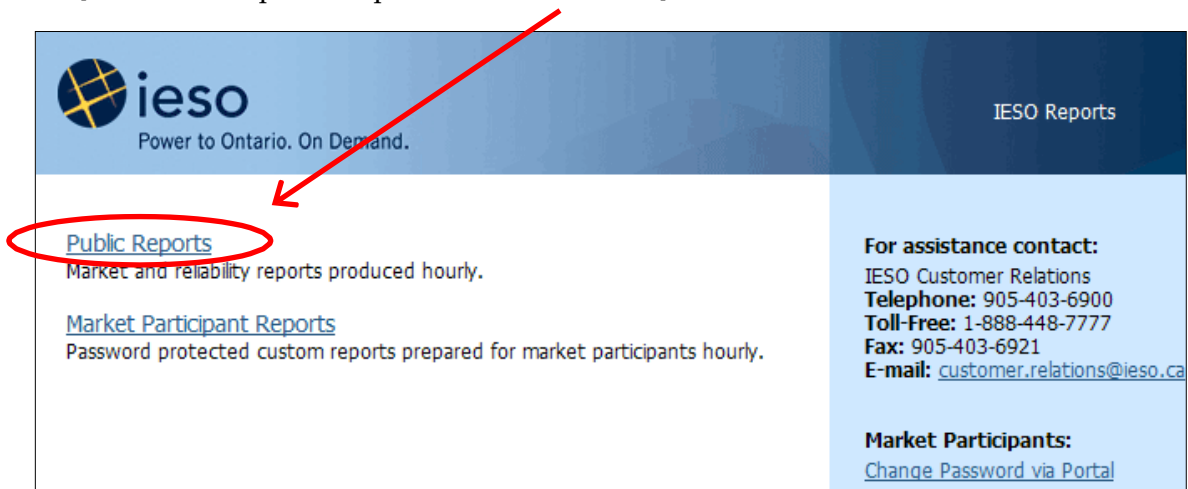 ieso
Power to Ontario. On Demand.
IESO Reports
Public Reports
Market and reliability reports produced hourly.
Market Participant Reports
Password protected custom reports prepared for market participants hourly.
For assistance contact:
IESO Customer Relations
Telephone: 905-403-6900
Toll-Free: 1-888-448-7777
Fax: 905-403-6921
E-mail: customer.relations@ieso.ca
Market Participants:
Change Password via Portal